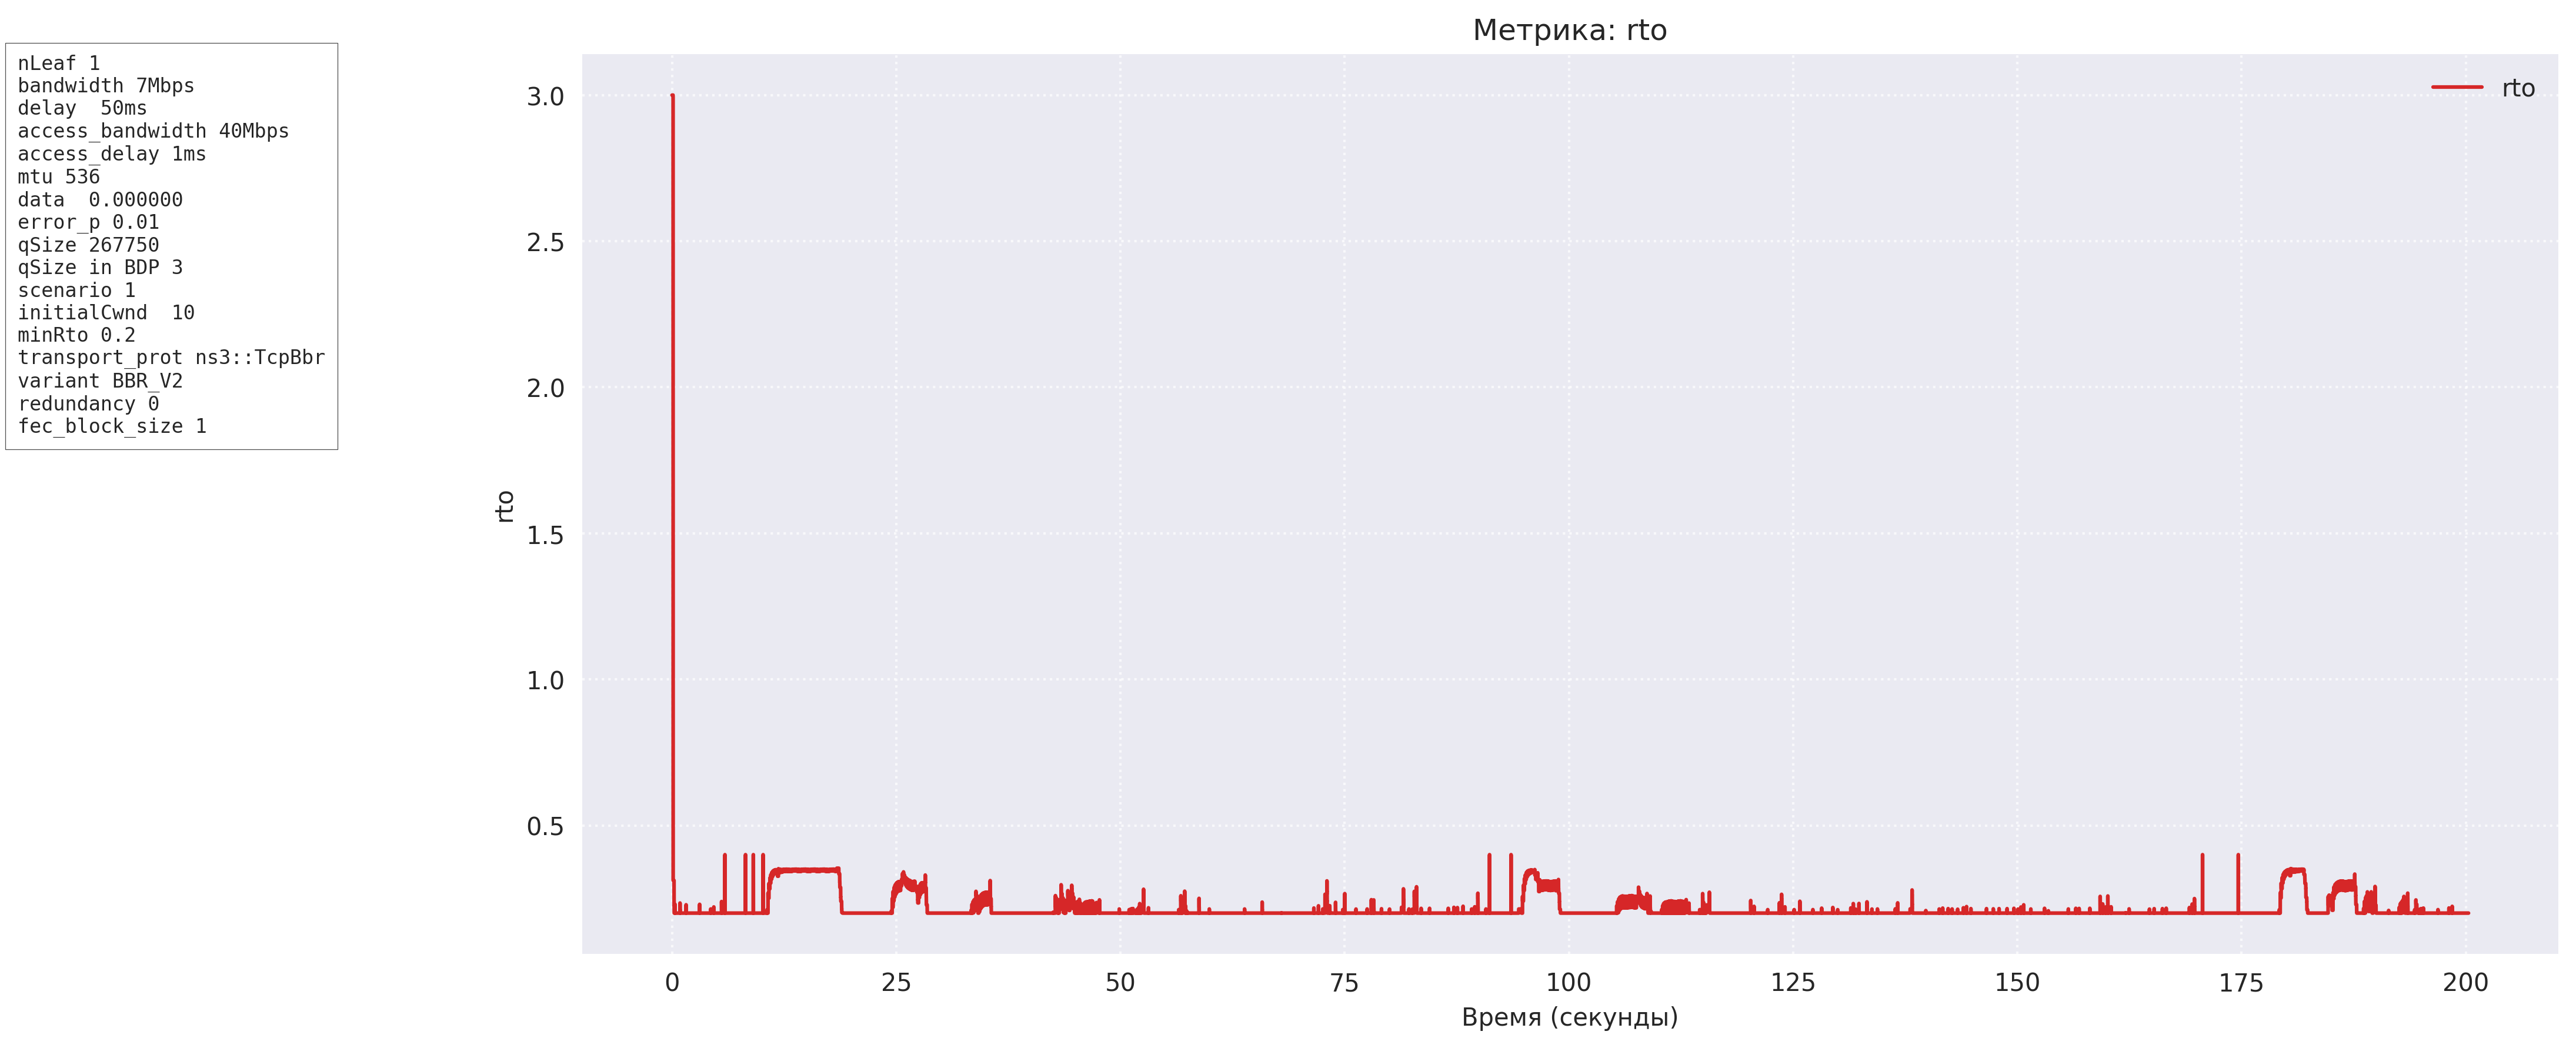 Метрика: rto
nLeaf 1
bandwidth 7Mbps
delay  50ms
access_bandwidth 40Mbps
access_delay 1ms
mtu 536
data  0.000000
error_p 0.01
qSize 267750
qSize in BDP 3
scenario 1
initialCwnd  10
minRto 0.2
transport_prot ns3::TcpBbr
variant BBR_V2
redundancy 0
fec_block_size 1
rto
3.0
2.5
2.0
1.5
1.0
0.5
rto
0 25 50 75 100 125 150 175 200
Время (секунды)